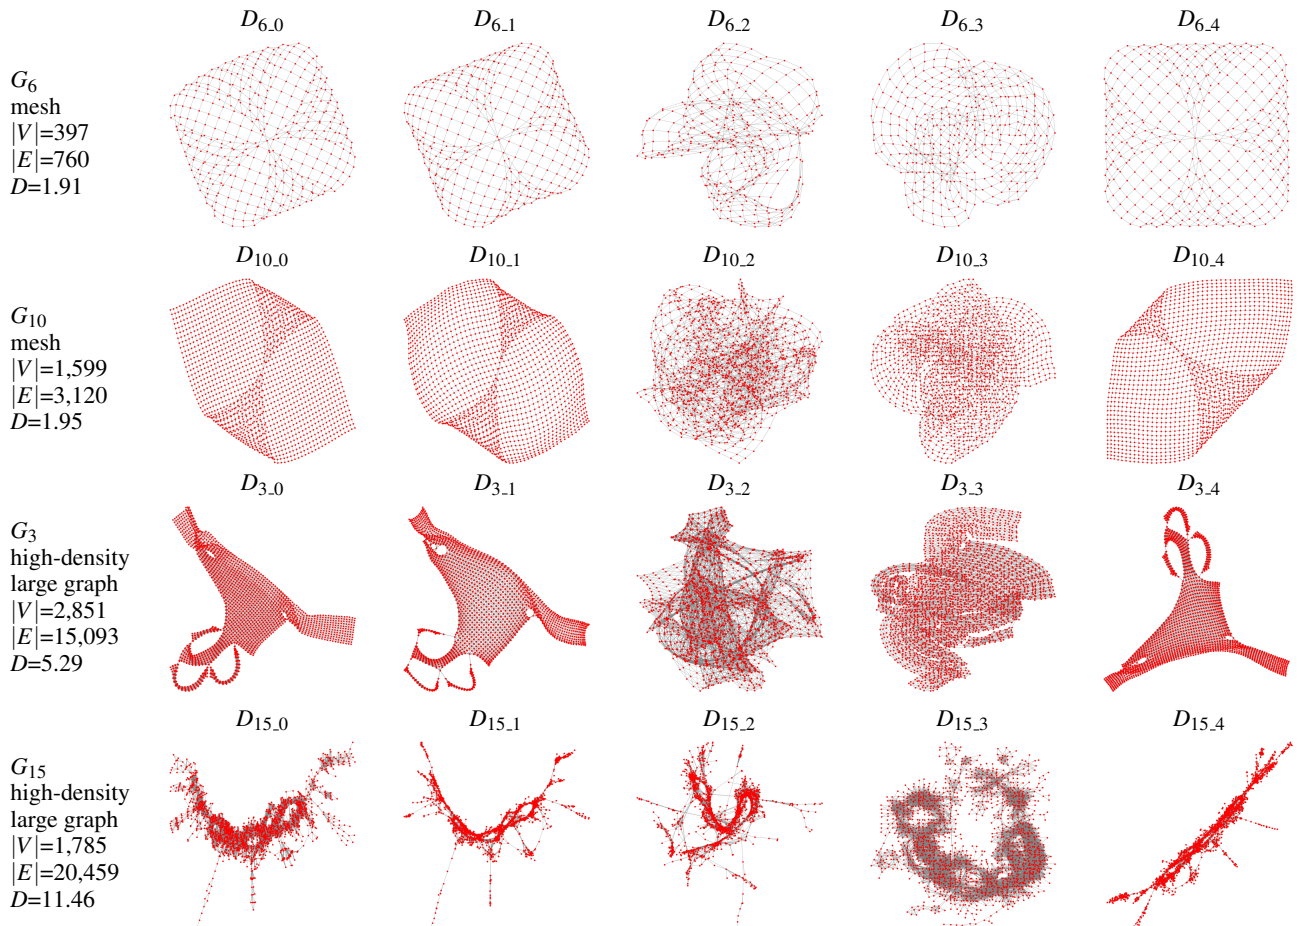 D6_0 D6_1 D6_2 D6_3 D6_4
G6
mesh
|V|=397
|E|=760
D=1.91
D10_0 D10_1 D10_2 D10_3 D10_4
G10
mesh
|V|=1,599
|E|=3,120
D=1.95
D3_0 D3_1 D3_2 D3_3 D3_4
G3
high-density
large graph
|V|=2,851
|E|=15,093
D=5.29
D15_0 D15_1 D15_2 D15_3 D15_4
G15
high-density
large graph
|V|=1,785
|E|=20,459
D=11.46